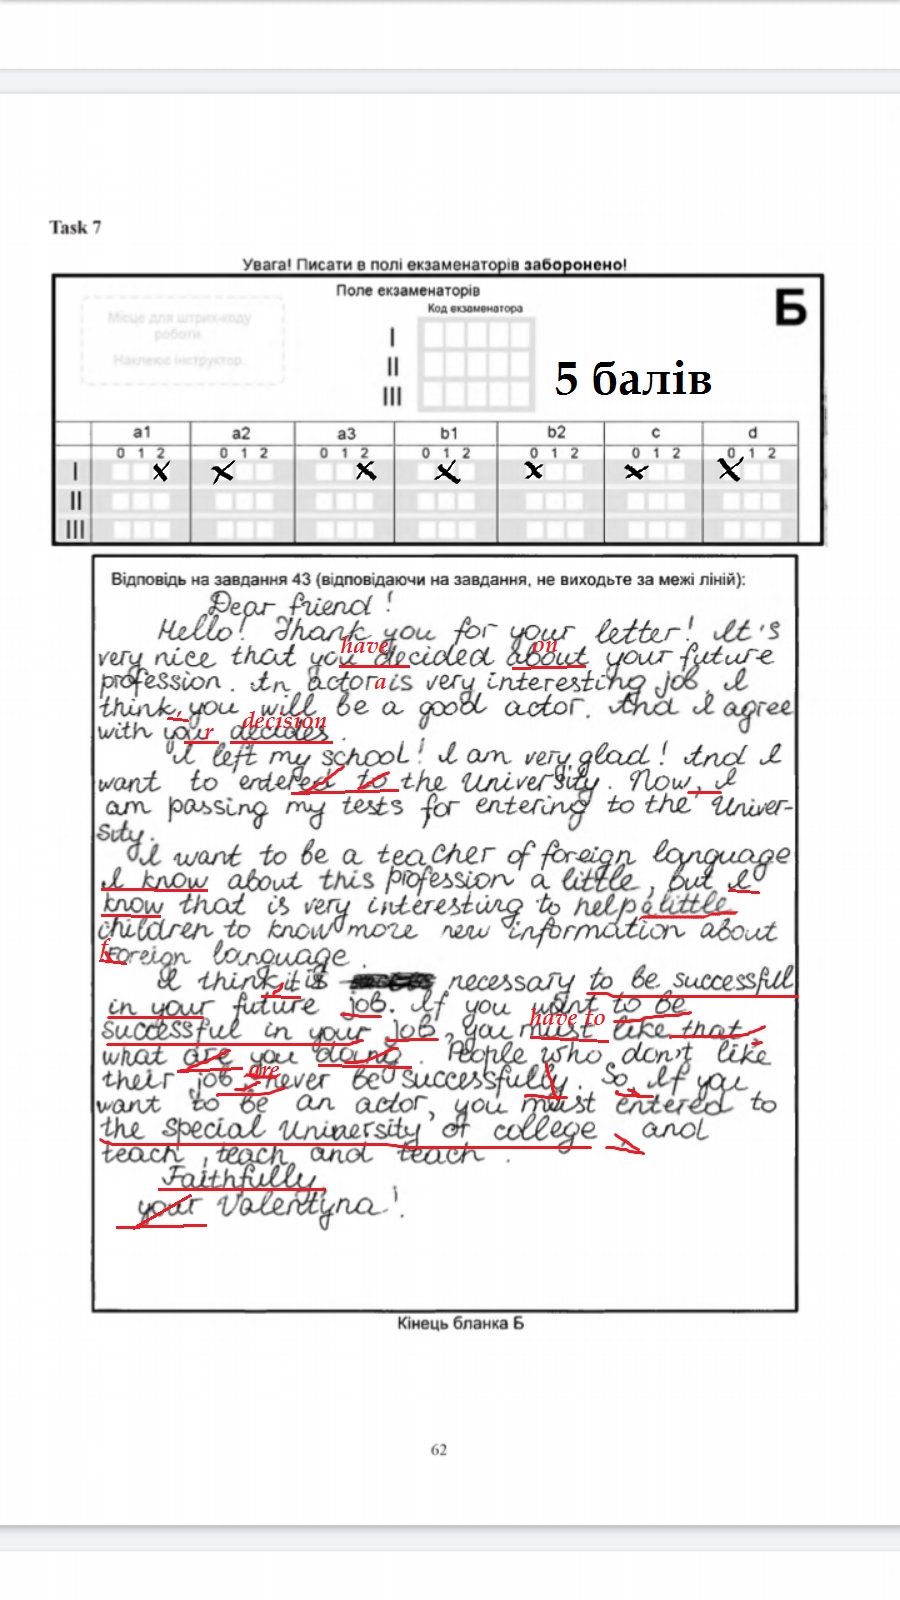 Task 7
Увага! Писати в полі екзаменаторів заборонено!
Поле екзаменаторів
Місце для штрих-коду
роботи.
Наклеює інструктор.
Код екзаменатора
Б
I
II
III
5 балів
a1 a2 a3 b1 b2 c d
0 1 2 0 1 2 0 1 2 0 1 2 0 1 2 0 1 2 0 1 2
I
II
III
Відповідь на завдання 43 (відповідаючи на завдання, не виходьте за межі ліній):
Dear friend!
Hello! Thank you for your letter! It's
have on
very nice that you decided about your future
profession. An actor is very interesting job. I
a
think, you will be a good actor. And I agree
r decision
with your decides.
I left my school! I am very glad! And I
want to entered to the University. Now, I
am passing my tests for entering to the Univer-
sity.
I want to be a teacher of foreign language
I know about this profession a little, but I
know that is very interesting to help a little
children to know more new information about
f
Foreign language.
I think, it is necessary to be successful
in your future job. If you want to be
have to
successful in your job, you must like that,
what are you doing. People who don't like
are
their job, never be successfully. So, If you
want to be an actor, you must entered to
the special University of college, and
teach, teach and teach.
Faithfully
your Valentyna!
Кінець бланка Б
62